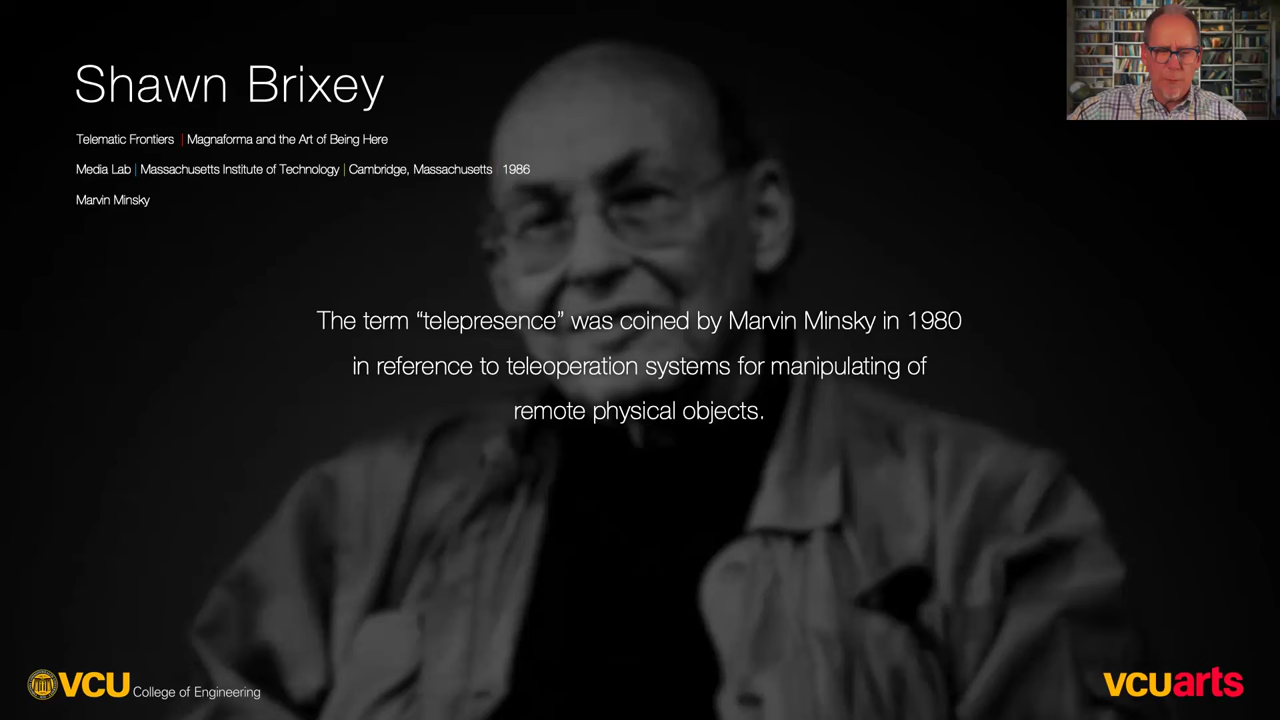 Shawn Brixey
Telematic Frontiers | Magnaforma and the Art of Being Here
Media Lab | Massachusetts Institute of Technology | Cambridge, Massachusetts 1986
Marvin Minsky
The term “telepresence” was coined by Marvin Minsky in 1980
in reference to teleoperation systems for manipulating of
remote physical objects.
VCU College of Engineering
vcuarts